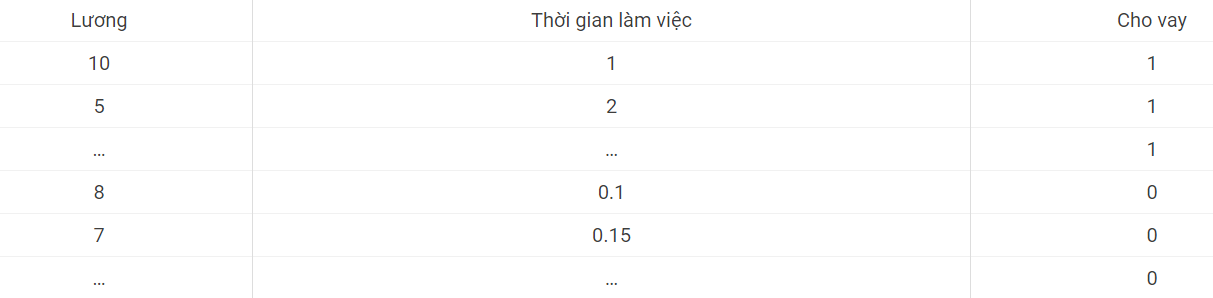 Lương Thời gian làm việc Cho vay
10 1 1
5 2 1
... ... 1
8 0.1 0
7 0.15 0
... ... 0